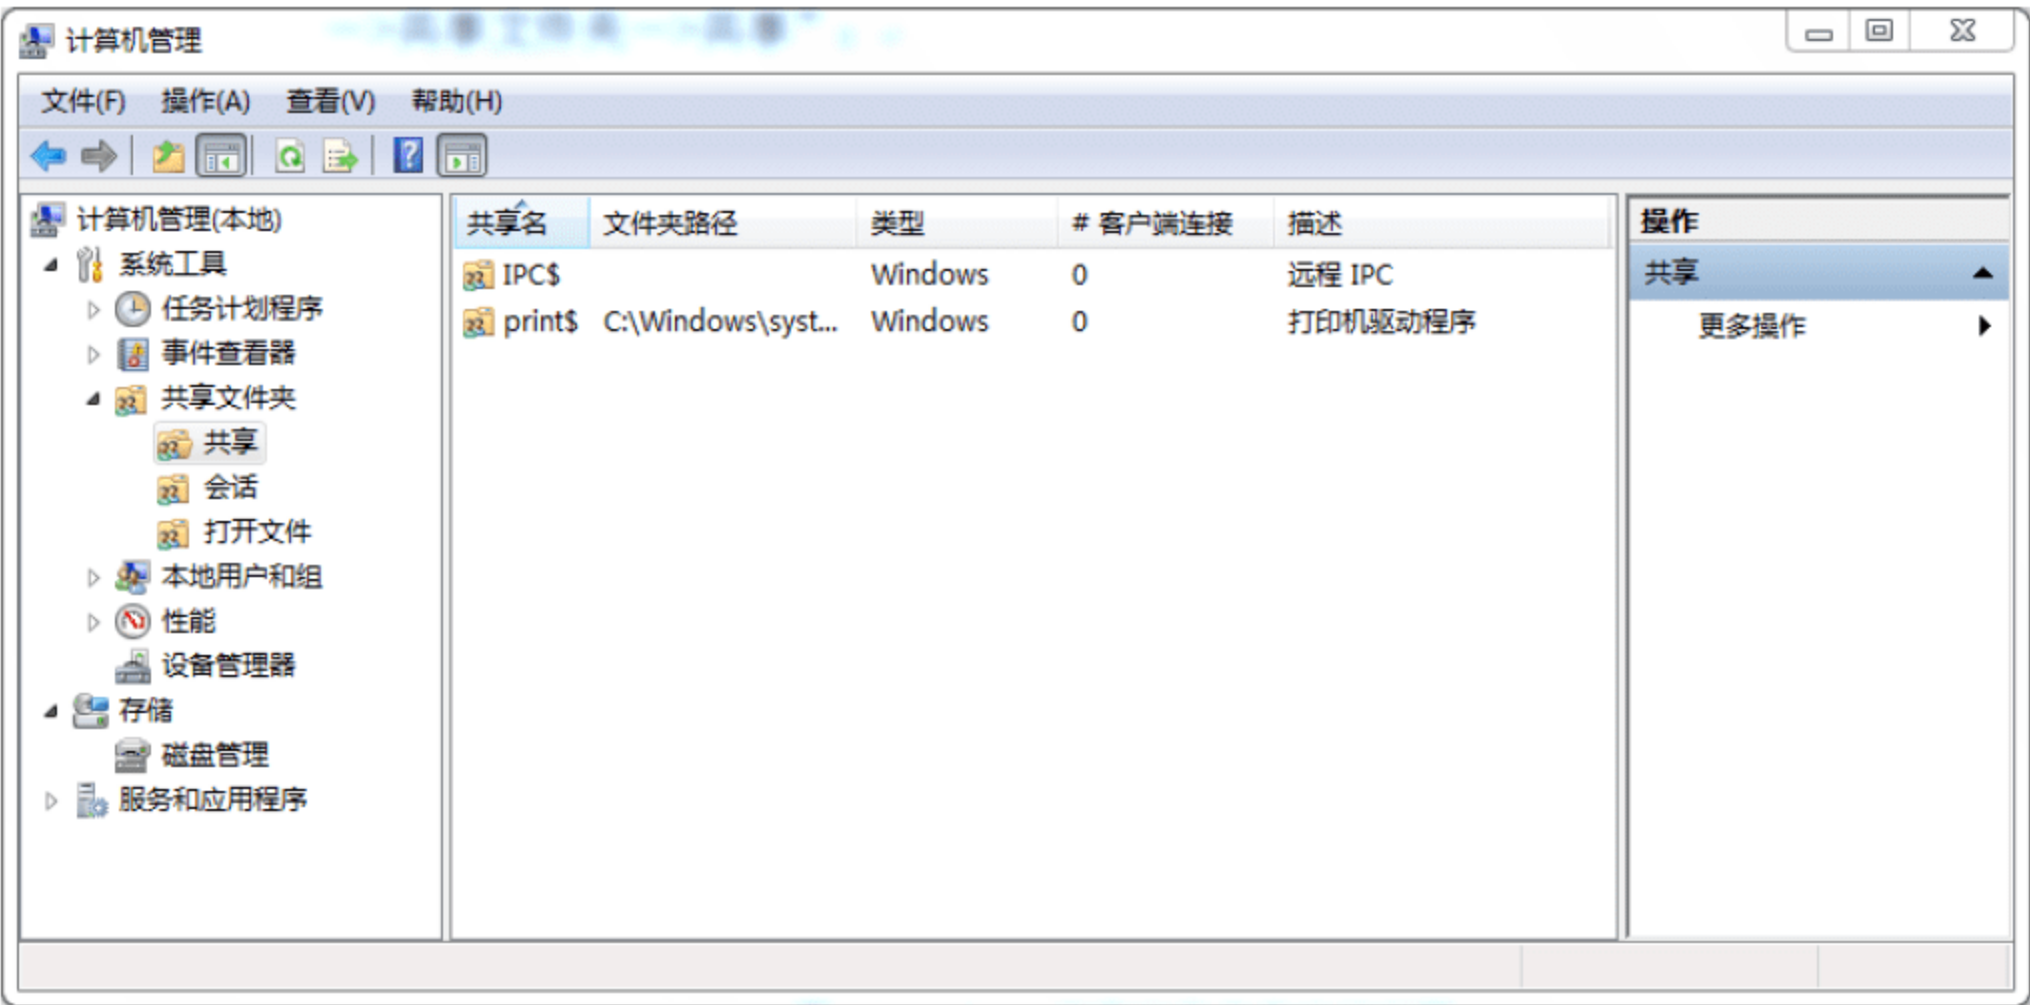 计算机管理
文件(F) 操作(A) 查看(V) 帮助(H)
计算机管理(本地)
系统工具
任务计划程序
事件查看器
共享文件夹
共享
会话
打开文件
本地用户和组
性能
设备管理器
存储
磁盘管理
服务和应用程序
共享名 文件夹路径 类型 # 客户端连接 描述
IPC$ Windows 0 远程 IPC
print$ C:\Windows\syst... Windows 0 打印机驱动程序
操作
共享
更多操作